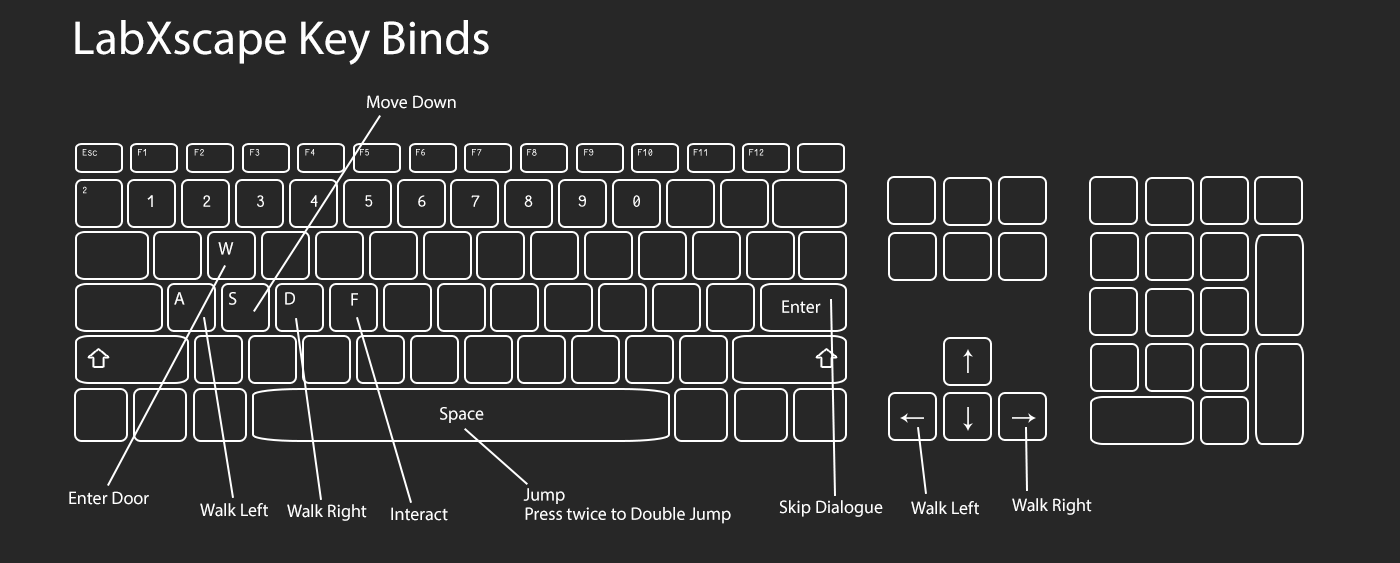 LabXscape Key Binds
Move Down
Esc F1 F2 F3 F4 F5 F6 F7 F8 F9 F10 F11 F12
2 1 2 3 4 5 6 7 8 9 0
W
A S D F Enter
Space
↑
← ↓ →
Enter Door
Walk Left
Walk Right
Interact
Jump
Press twice to Double Jump
Skip Dialogue
Walk Left
Walk Right